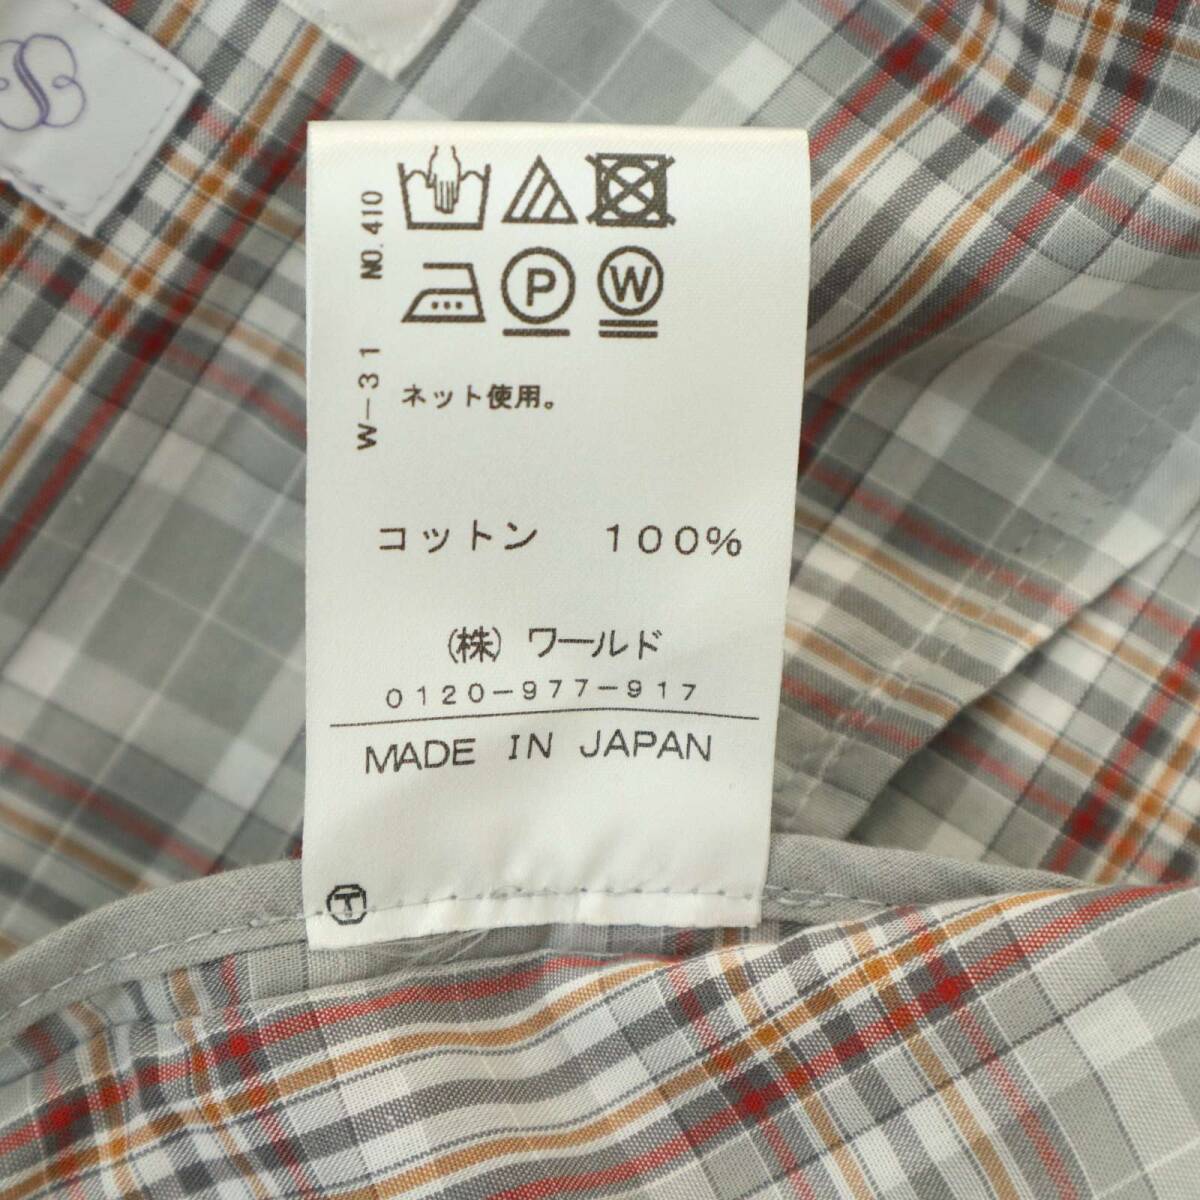 W-31 NO.410
P W
ネット使用。
コットン 100%
(株) ワールド
0120-977-917
MADE IN JAPAN
T